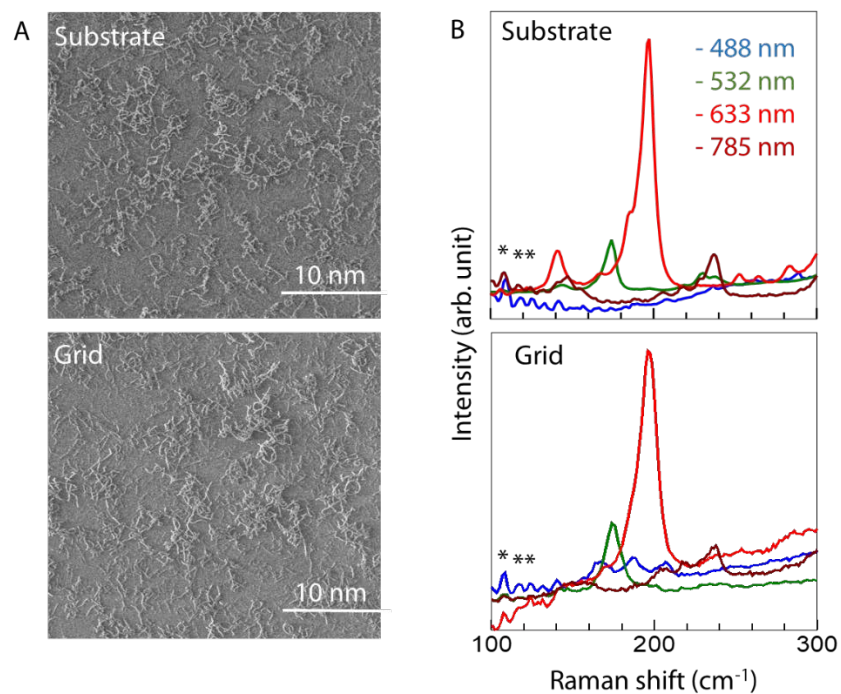 A
Substrate
10 nm
Grid
10 nm
B
Substrate
- 488 nm
- 532 nm
- 633 nm
- 785 nm
* **
Grid
* **
Intensity (arb. unit)
100 200 300
Raman shift (cm⁻¹)